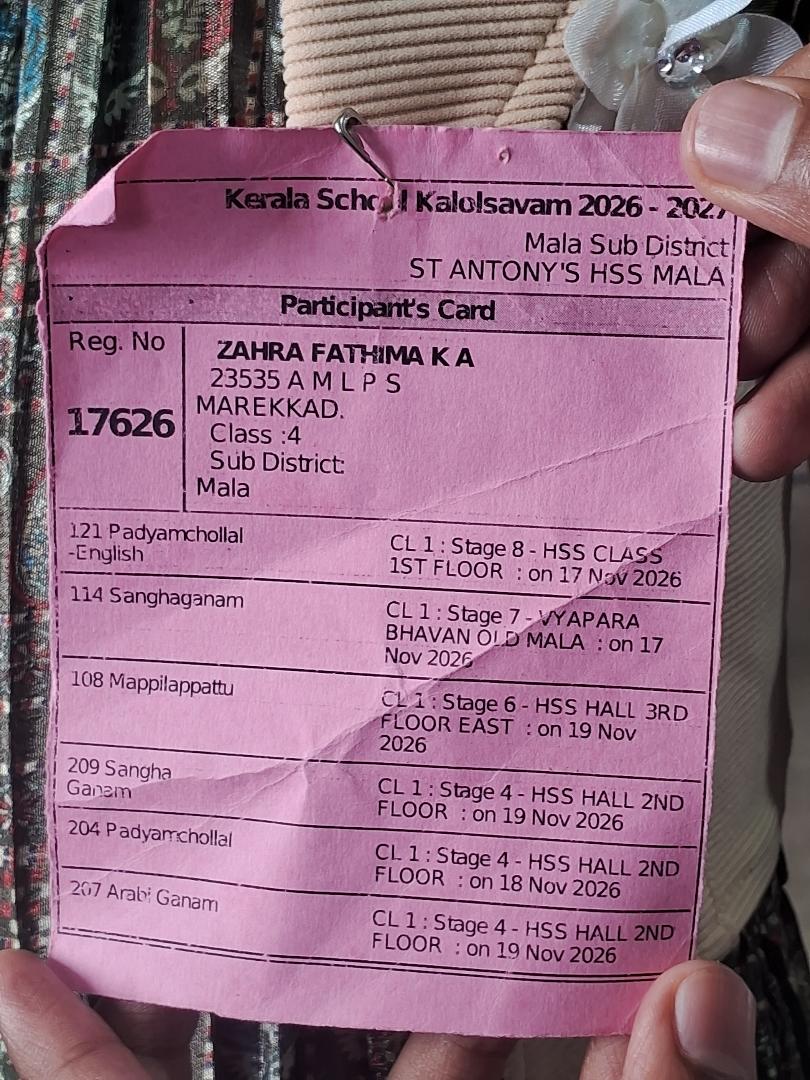 Kerala School Kalolsavam 2026 - 2027
Mala Sub District
ST ANTONY'S HSS MALA
Participant's Card
Reg. No
17626
ZAHRA FATHIMA K A
23535 A M L P S
MAREKKAD.
Class :4
Sub District:
Mala
121 Padyamchollal
-English
CL 1 : Stage 8 - HSS CLASS
1ST FLOOR : on 17 Nov 2026
114 Sanghaganam
CL 1 : Stage 7 - VYAPARA
BHAVAN OLD MALA : on 17
Nov 2026
108 Mappilappattu
CL 1 : Stage 6 - HSS HALL 3RD
FLOOR EAST : on 19 Nov
2026
209 Sangha
Ganam
CL 1 : Stage 4 - HSS HALL 2ND
FLOOR : on 19 Nov 2026
204 Padyamchollal
CL 1 : Stage 4 - HSS HALL 2ND
FLOOR : on 18 Nov 2026
207 Arabi Ganam
CL 1 : Stage 4 - HSS HALL 2ND
FLOOR : on 19 Nov 2026